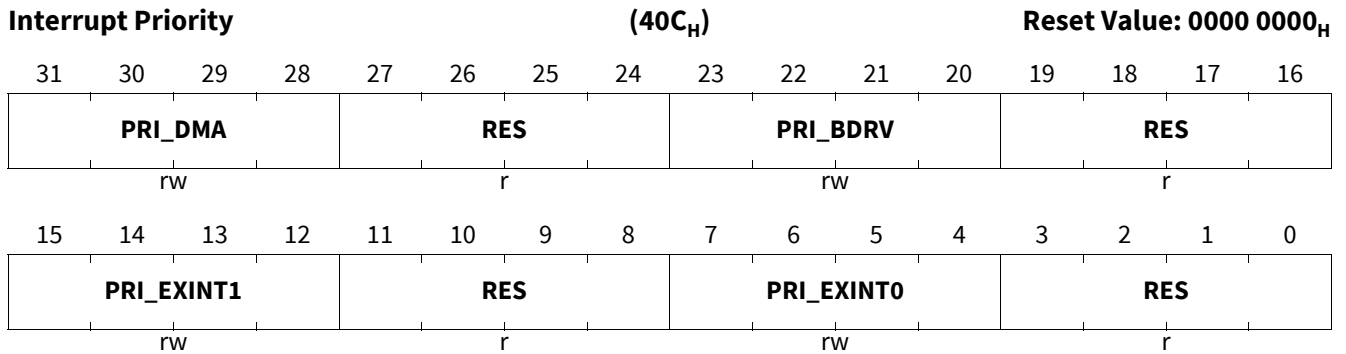 Interrupt Priority (40CH) Reset Value: 0000 0000H
31 30 29 28 27 26 25 24 23 22 21 20 19 18 17 16
PRI_DMA RES PRI_BDRV RES
rw r rw r
15 14 13 12 11 10 9 8 7 6 5 4 3 2 1 0
PRI_EXINT1 RES PRI_EXINT0 RES
rw r rw r